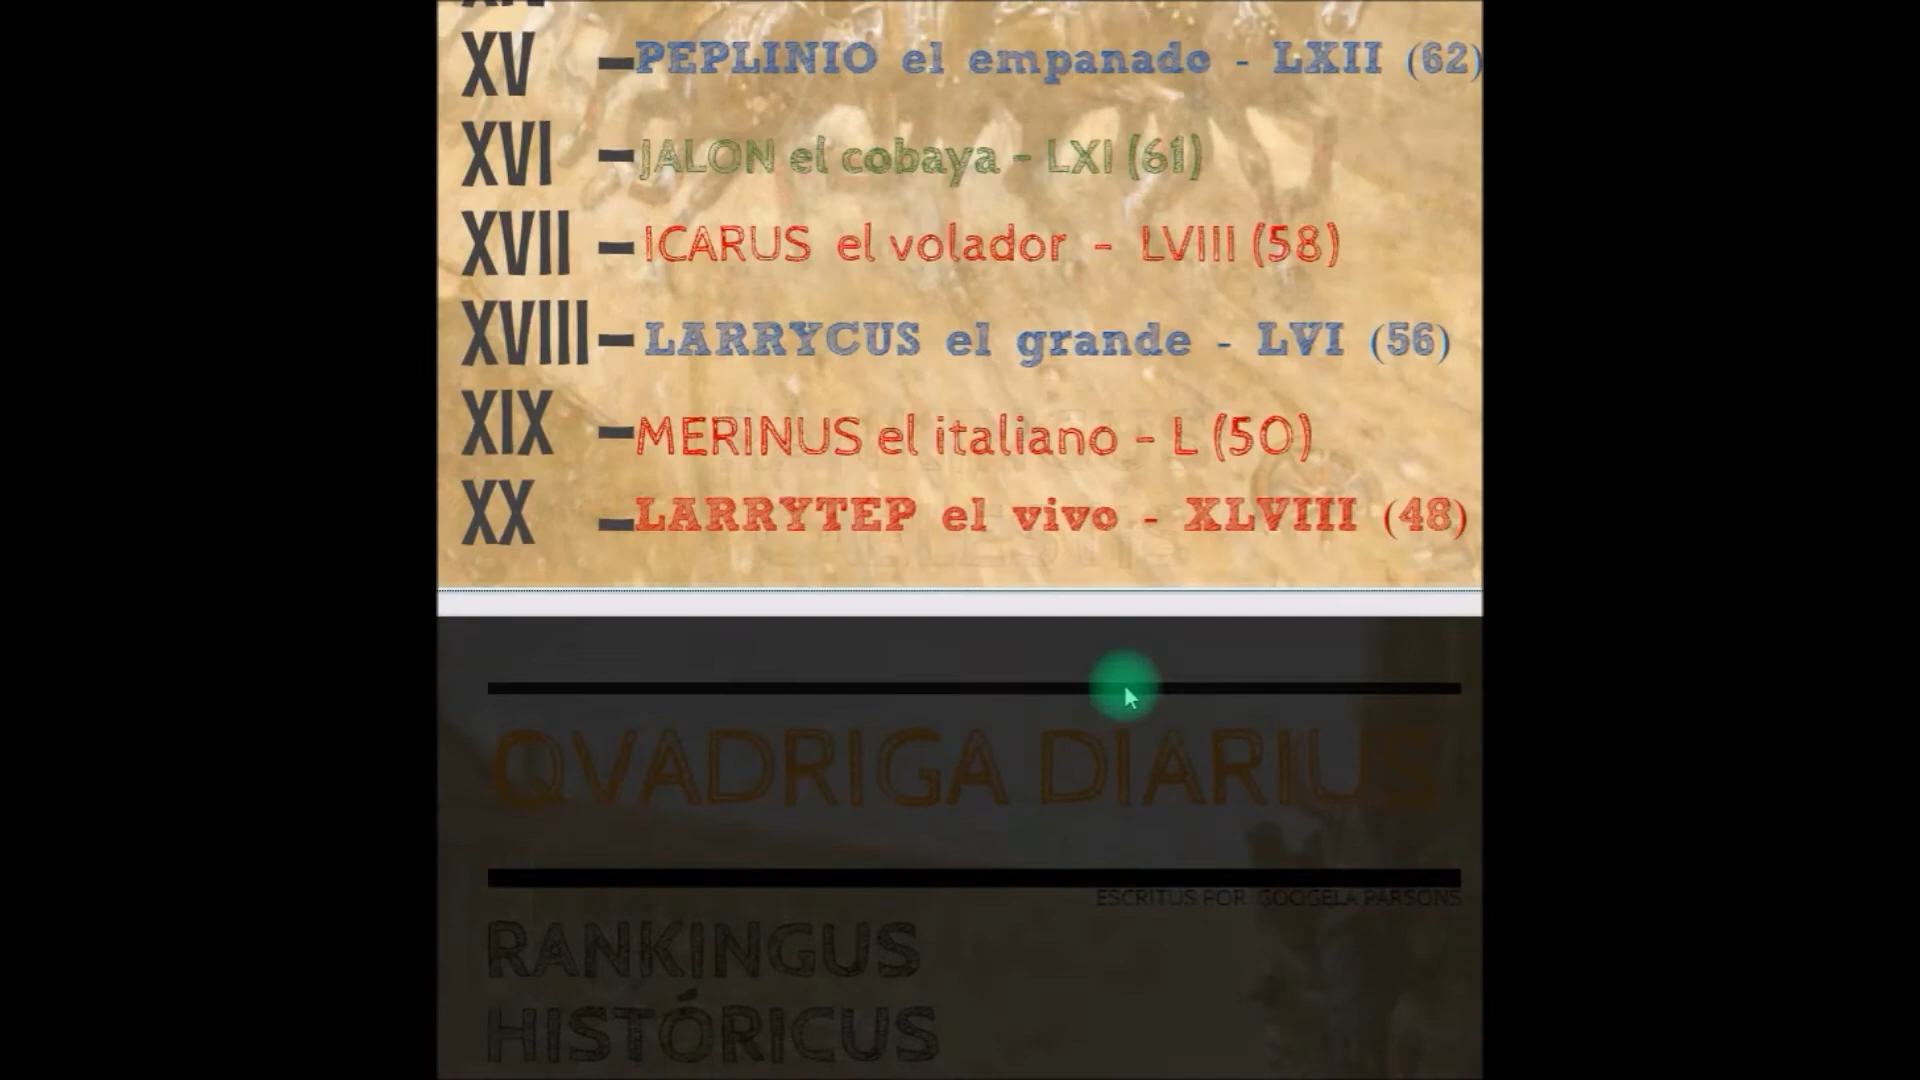 XV -PEPLINIO el empanado - LXII (62)
XVI -JALON el cobaya - LXI (61)
XVII -ICARUS el volador - LVIII (58)
XVIII-LARRYCUS el grande - LVI (56)
XIX -MERINUS el italiano - L (50)
XX -LARRYTEP el vivo - XLVIII (48)
QVADRIGA DIARIUS
ESCRITUS POR: GOOGELA PARSONS
RANKINGUS
HISTÓRICUS